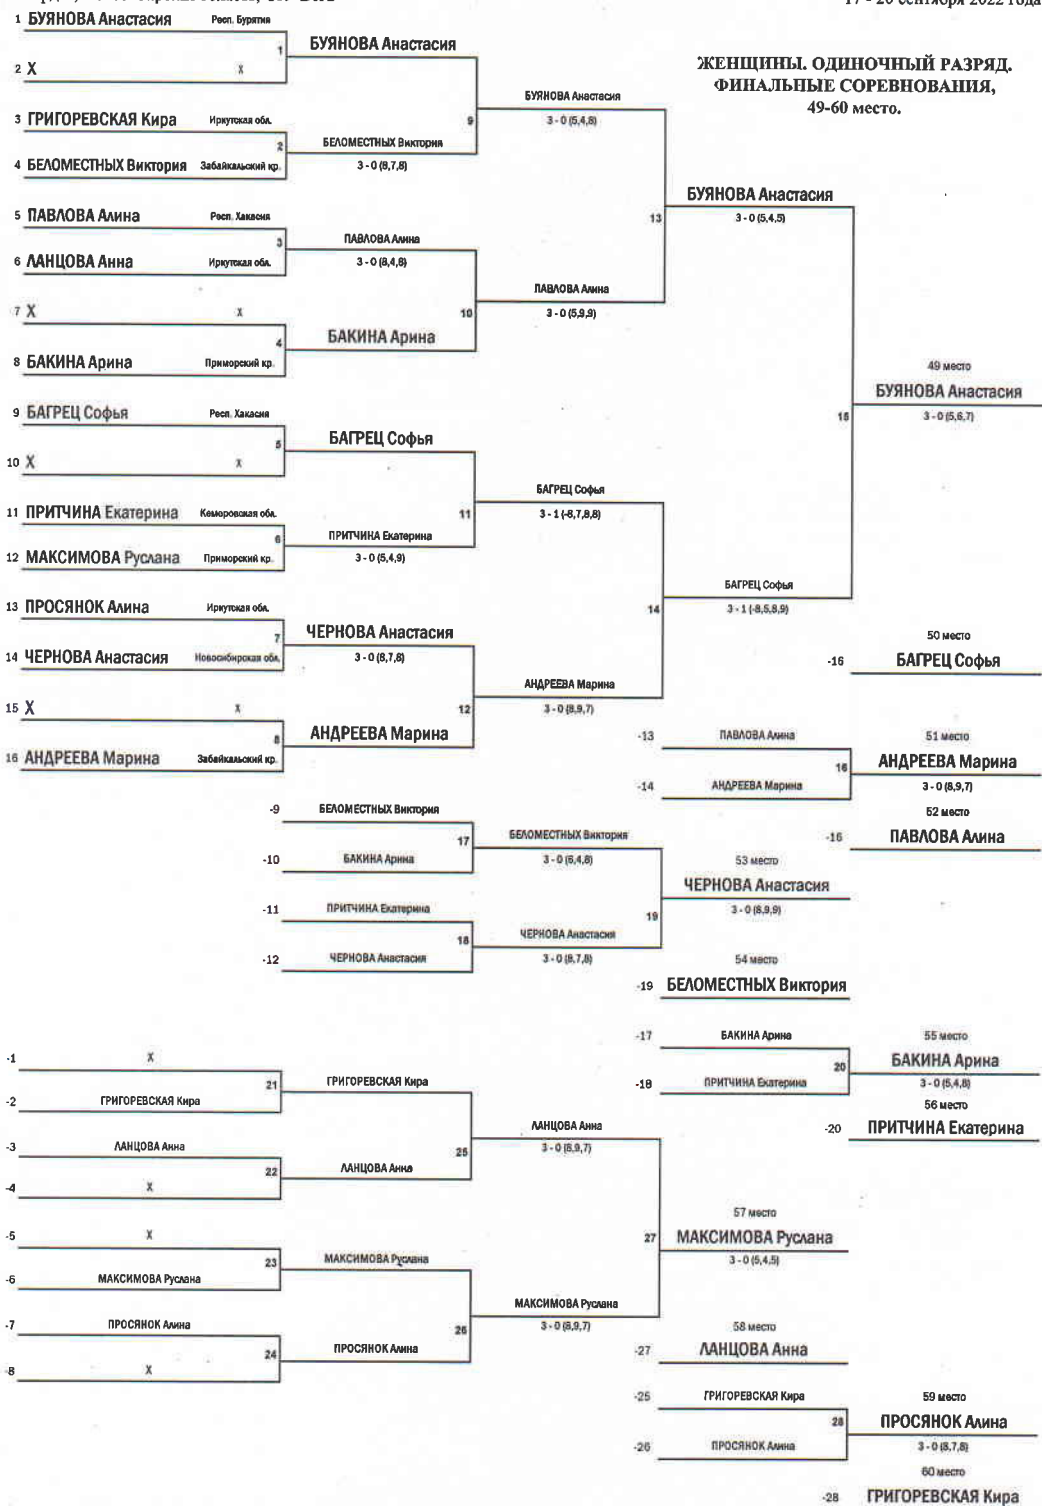 17 - 20 сентября 2022 года
ЖЕНЩИНЫ. ОДИНОЧНЫЙ РАЗРЯД.
ФИНАЛЬНЫЕ СОРЕВНОВАНИЯ,
49-60 место.
1 БУЯНОВА Анастасия Респ. Бурятия
1 БУЯНОВА Анастасия
2 X X
БУЯНОВА Анастасия
9 3 - 0 (5,4,8)
3 ГРИГОРЕВСКАЯ Кира Иркутская обл.
2 БЕЛОМЕСТНЫХ Виктория
4 БЕЛОМЕСТНЫХ Виктория Забайкальский кр. 3 - 0 (8,7,8)
БУЯНОВА Анастасия
13 3 - 0 (5,4,5)
5 ПАВЛОВА Алина Респ. Хакасия
3 ПАВЛОВА Алина
6 ЛАНЦОВА Анна Иркутская обл. 3 - 0 (8,4,8)
ПАВЛОВА Алина
10 3 - 0 (5,9,9)
7 X X
4 БАКИНА Арина
8 БАКИНА Арина Приморский кр.
49 место
БУЯНОВА Анастасия
15 3 - 0 (5,6,7)
9 БАГРЕЦ Софья Респ. Хакасия
5 БАГРЕЦ Софья
10 X X
БАГРЕЦ Софья
11 3 - 1 (-8,7,8,8)
11 ПРИТЧИНА Екатерина Кемеровская обл.
6 ПРИТЧИНА Екатерина
12 МАКСИМОВА Руслана Приморский кр. 3 - 0 (5,4,9)
БАГРЕЦ Софья
14 3 - 1 (-8,5,8,9)
13 ПРОСЯНОК Алина Иркутская обл.
7 ЧЕРНОВА Анастасия
14 ЧЕРНОВА Анастасия Новосибирская обл. 3 - 0 (8,7,8)
50 место
-16 БАГРЕЦ Софья
АНДРЕЕВА Марина
12 3 - 0 (8,9,7)
15 X X
8 АНДРЕЕВА Марина
16 АНДРЕЕВА Марина Забайкальский кр.
-13 ПАВЛОВА Алина 51 место
16 АНДРЕЕВА Марина
-14 АНДРЕЕВА Марина 3 - 0 (8,9,7)
52 место
-16 ПАВЛОВА Алина
-9 БЕЛОМЕСТНЫХ Виктория
17 БЕЛОМЕСТНЫХ Виктория
-10 БАКИНА Арина 3 - 0 (6,4,8)
53 место
ЧЕРНОВА Анастасия
19 3 - 0 (8,9,9)
-11 ПРИТЧИНА Екатерина
18 ЧЕРНОВА Анастасия
-12 ЧЕРНОВА Анастасия 3 - 0 (8,7,8)
54 место
-19 БЕЛОМЕСТНЫХ Виктория
-17 БАКИНА Арина 55 место
20 БАКИНА Арина
-18 ПРИТЧИНА Екатерина 3 - 0 (5,4,8)
56 место
-20 ПРИТЧИНА Екатерина
-1 X
21 ГРИГОРЕВСКАЯ Кира
-2 ГРИГОРЕВСКАЯ Кира
ЛАНЦОВА Анна
25 3 - 0 (8,9,7)
-3 ЛАНЦОВА Анна
22 ЛАНЦОВА Анна
-4 X
57 место
27 МАКСИМОВА Руслана
3 - 0 (5,4,5)
-5 X
23 МАКСИМОВА Руслана
-6 МАКСИМОВА Руслана
МАКСИМОВА Руслана
26 3 - 0 (8,9,7)
-7 ПРОСЯНОК Алина
24 ПРОСЯНОК Алина
-8 X
58 место
-27 ЛАНЦОВА Анна
-25 ГРИГОРЕВСКАЯ Кира 59 место
28 ПРОСЯНОК Алина
-26 ПРОСЯНОК Алина 3 - 0 (8,7,8)
60 место
-28 ГРИГОРЕВСКАЯ Кира